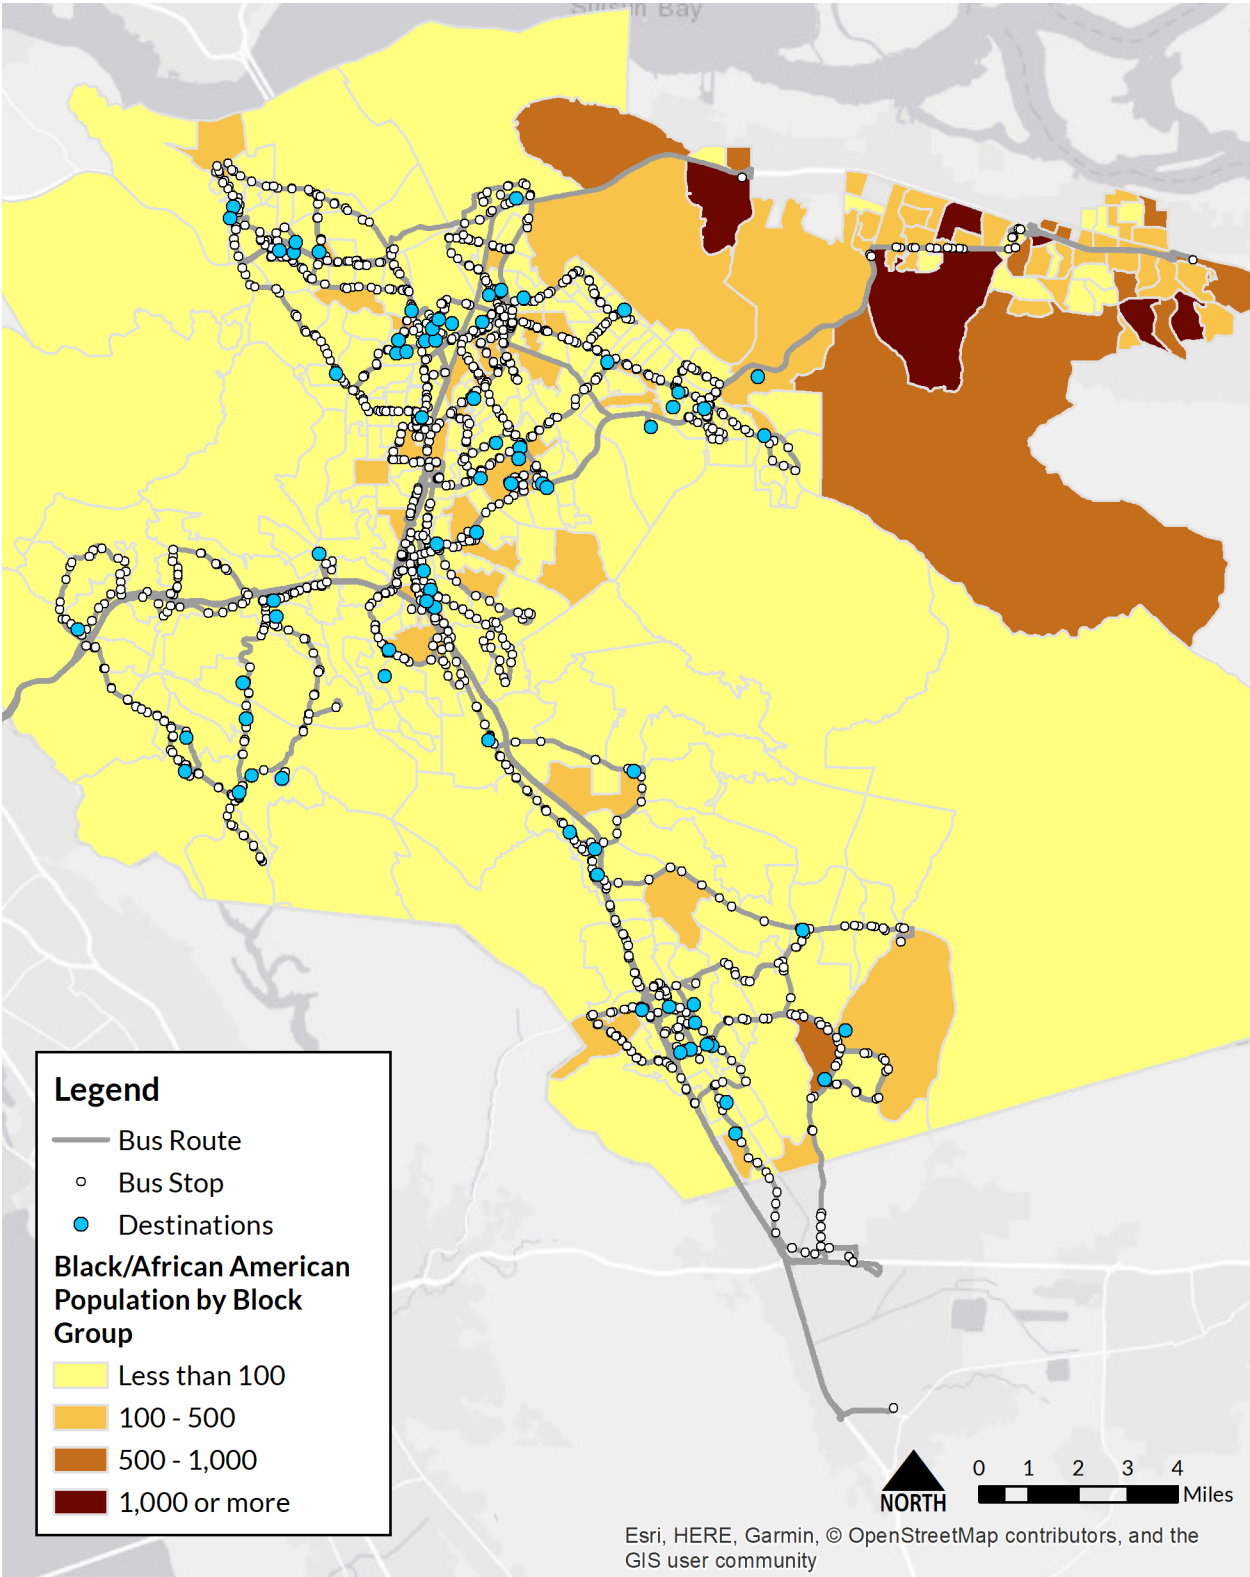 Suisun Bay
Legend
Bus Route
Bus Stop
Destinations
Black/African American
Population by Block
Group
Less than 100
100 - 500
500 - 1,000
1,000 or more
NORTH
0 1 2 3 4
Miles
Esri, HERE, Garmin, © OpenStreetMap contributors, and the
GIS user community